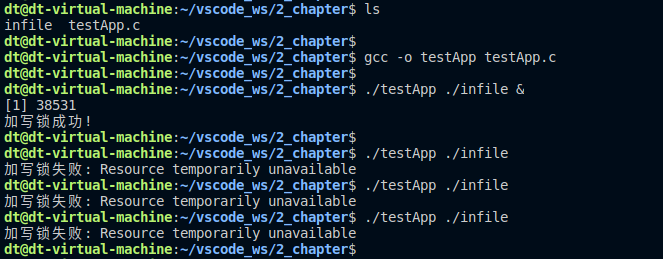 dt@dt-virtual-machine:~/vscode_ws/2_chapter$ ls
infile  testApp.c
dt@dt-virtual-machine:~/vscode_ws/2_chapter$
dt@dt-virtual-machine:~/vscode_ws/2_chapter$ gcc -o testApp testApp.c
dt@dt-virtual-machine:~/vscode_ws/2_chapter$
dt@dt-virtual-machine:~/vscode_ws/2_chapter$ ./testApp ./infile &
[1] 38531
加写锁成功!
dt@dt-virtual-machine:~/vscode_ws/2_chapter$
dt@dt-virtual-machine:~/vscode_ws/2_chapter$ ./testApp ./infile
加写锁失败: Resource temporarily unavailable
dt@dt-virtual-machine:~/vscode_ws/2_chapter$ ./testApp ./infile
加写锁失败: Resource temporarily unavailable
dt@dt-virtual-machine:~/vscode_ws/2_chapter$ ./testApp ./infile
加写锁失败: Resource temporarily unavailable
dt@dt-virtual-machine:~/vscode_ws/2_chapter$